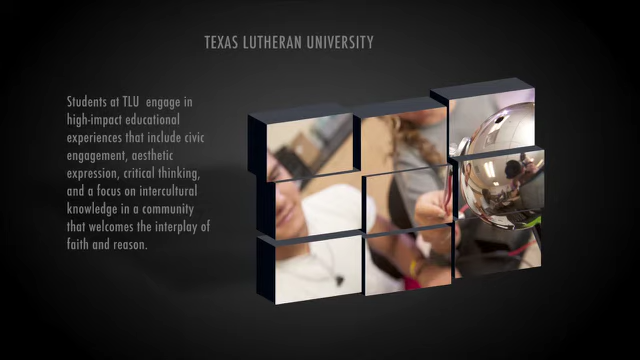 TEXAS LUTHERAN UNIVERSITY
Students at TLU engage in
high-impact educational
experiences that include civic
engagement, aesthetic
expression, critical thinking,
and a focus on intercultural
knowledge in a community
that welcomes the interplay of
faith and reason.